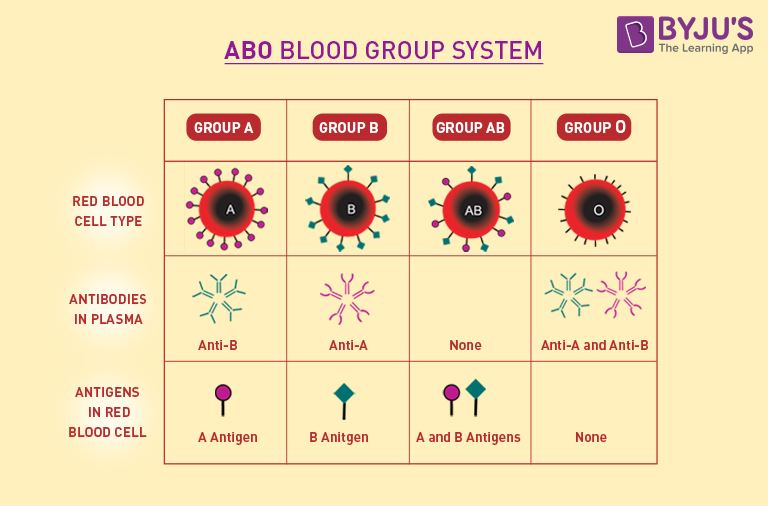 BYJU'S
The Learning App
ABO BLOOD GROUP SYSTEM
GROUP A
GROUP B
GROUP AB
GROUP O
RED BLOOD
CELL TYPE
A
B
AB
O
ANTIBODIES
IN PLASMA
Anti-B
Anti-A
None
Anti-A and Anti-B
ANTIGENS
IN RED
BLOOD CELL
A Antigen
B Anitgen
A and B Antigens
None